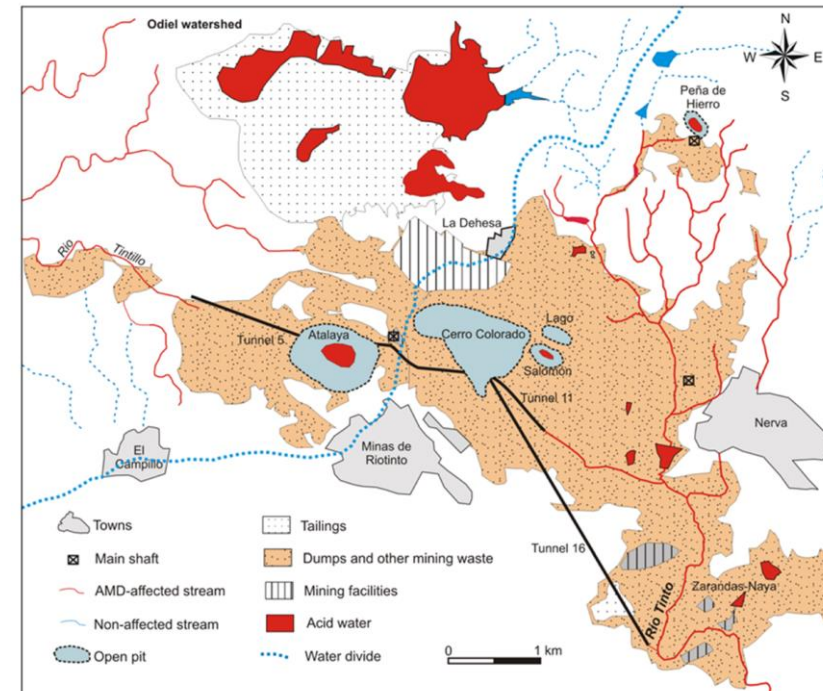 Odiel watershed
N
W E
S
Peña de
Hierro
La Dehesa
Rio
Tintillo
Tunnel 5
Atalaya
Cerro Colorado
Lago
Salomón
Tunnel 11
Nerva
El
Campillo
Minas de
Riotinto
Tunnel 16
Zarandas-Naya
Rio Tinto
Towns
Tailings
Main shaft
Dumps and other mining waste
AMD-affected stream
Mining facilities
Non-affected stream
Acid water
Open pit
Water divide
0 1 km